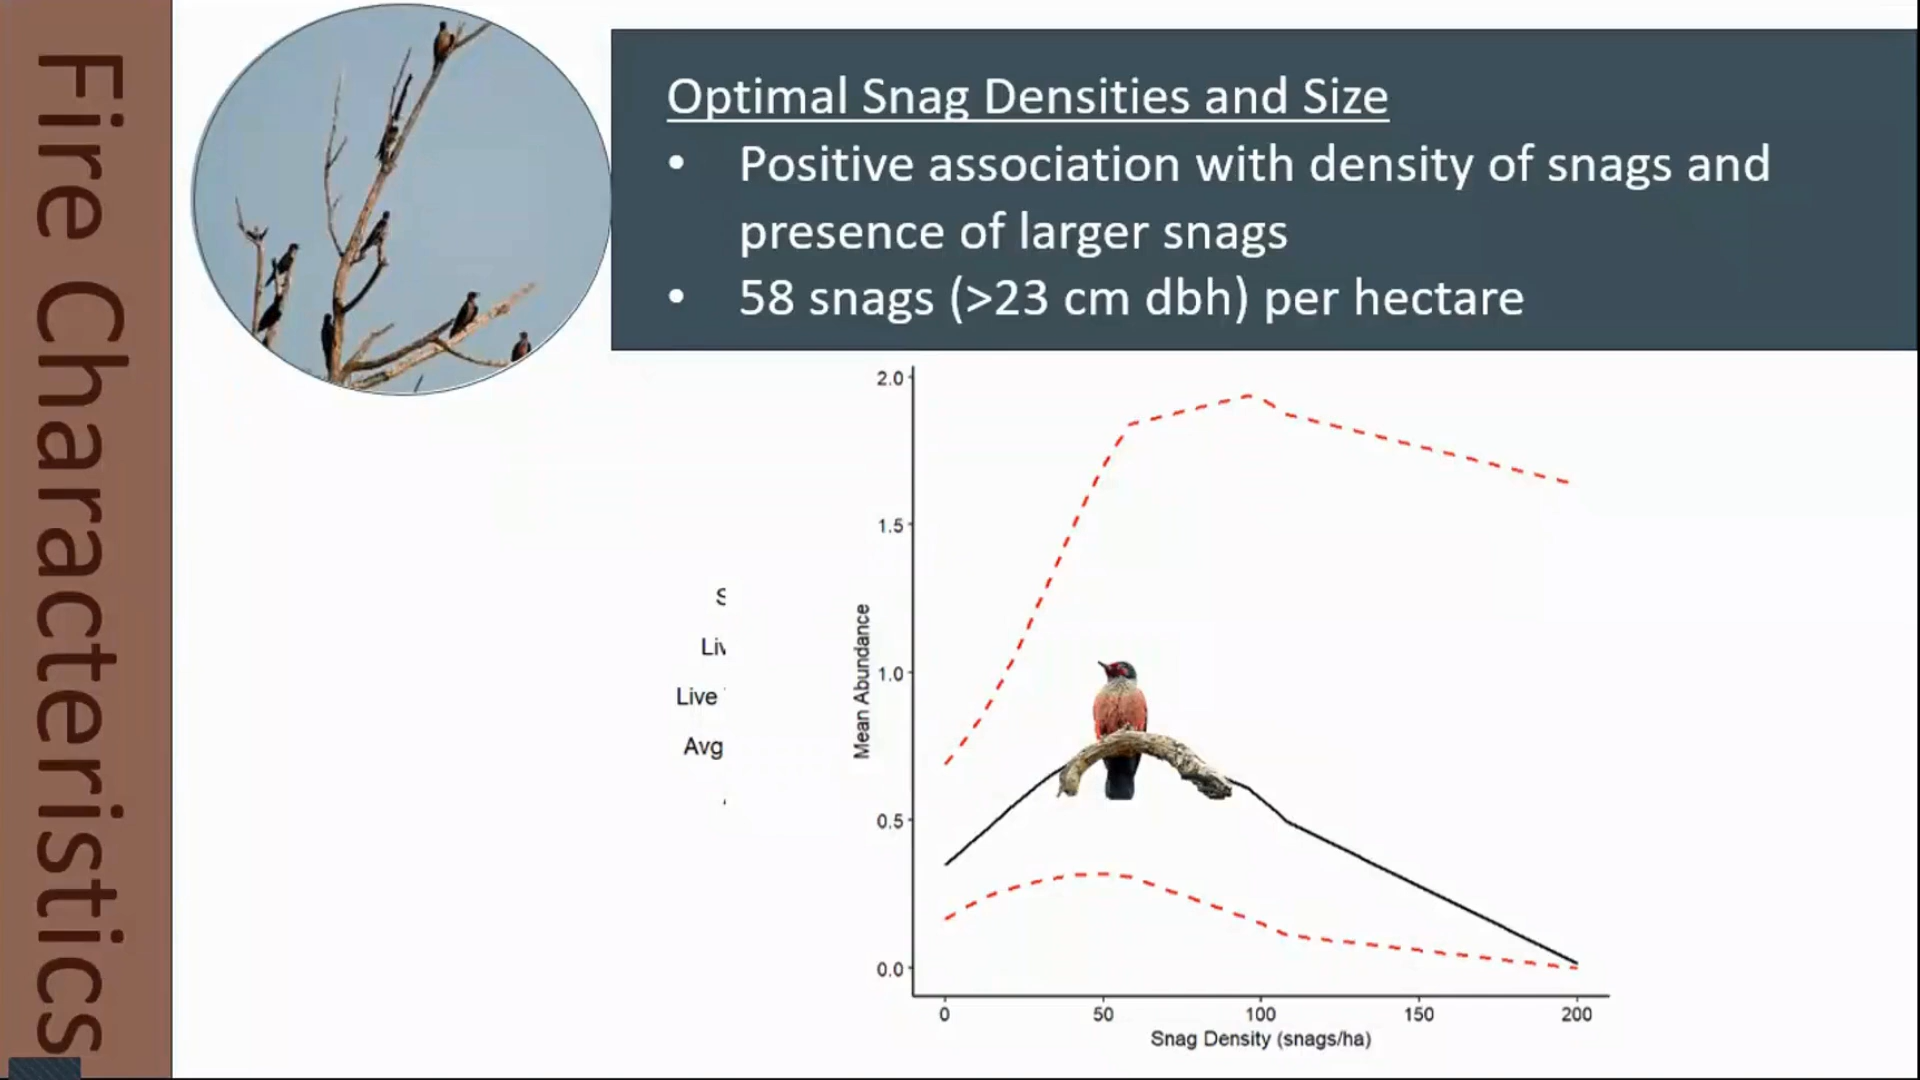 Fire Characteristics
Optimal Snag Densities and Size
• Positive association with density of snags and
presence of larger snags
• 58 snags (>23 cm dbh) per hectare
2.0
1.5
1.0
0.5
0.0
Mean Abundance
0 50 100 150 200
Snag Density (snags/ha)
Live
Avg